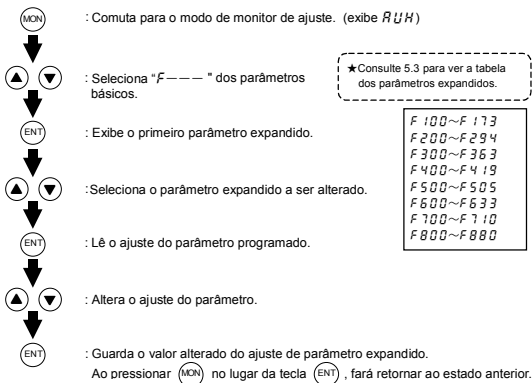 MON : Comuta para o modo de monitor de ajuste. (exibe AUH)
▲ ▼ : Seleciona “F––– " dos parâmetros
básicos.
★Consulte 5.3 para ver a tabela
dos parâmetros expandidos.
ENT : Exibe o primeiro parâmetro expandido.
▲ ▼ :Seleciona o parâmetro expandido a ser alterado.
ENT : Lê o ajuste do parâmetro programado.
▲ ▼ : Altera o ajuste do parâmetro.
ENT : Guarda o valor alterado do ajuste de parâmetro expandido.
Ao pressionar MON no lugar da tecla ENT , fará retornar ao estado anterior.
F100~F173
F200~F294
F300~F363
F400~F419
F500~F505
F600~F633
F700~F710
F800~F880